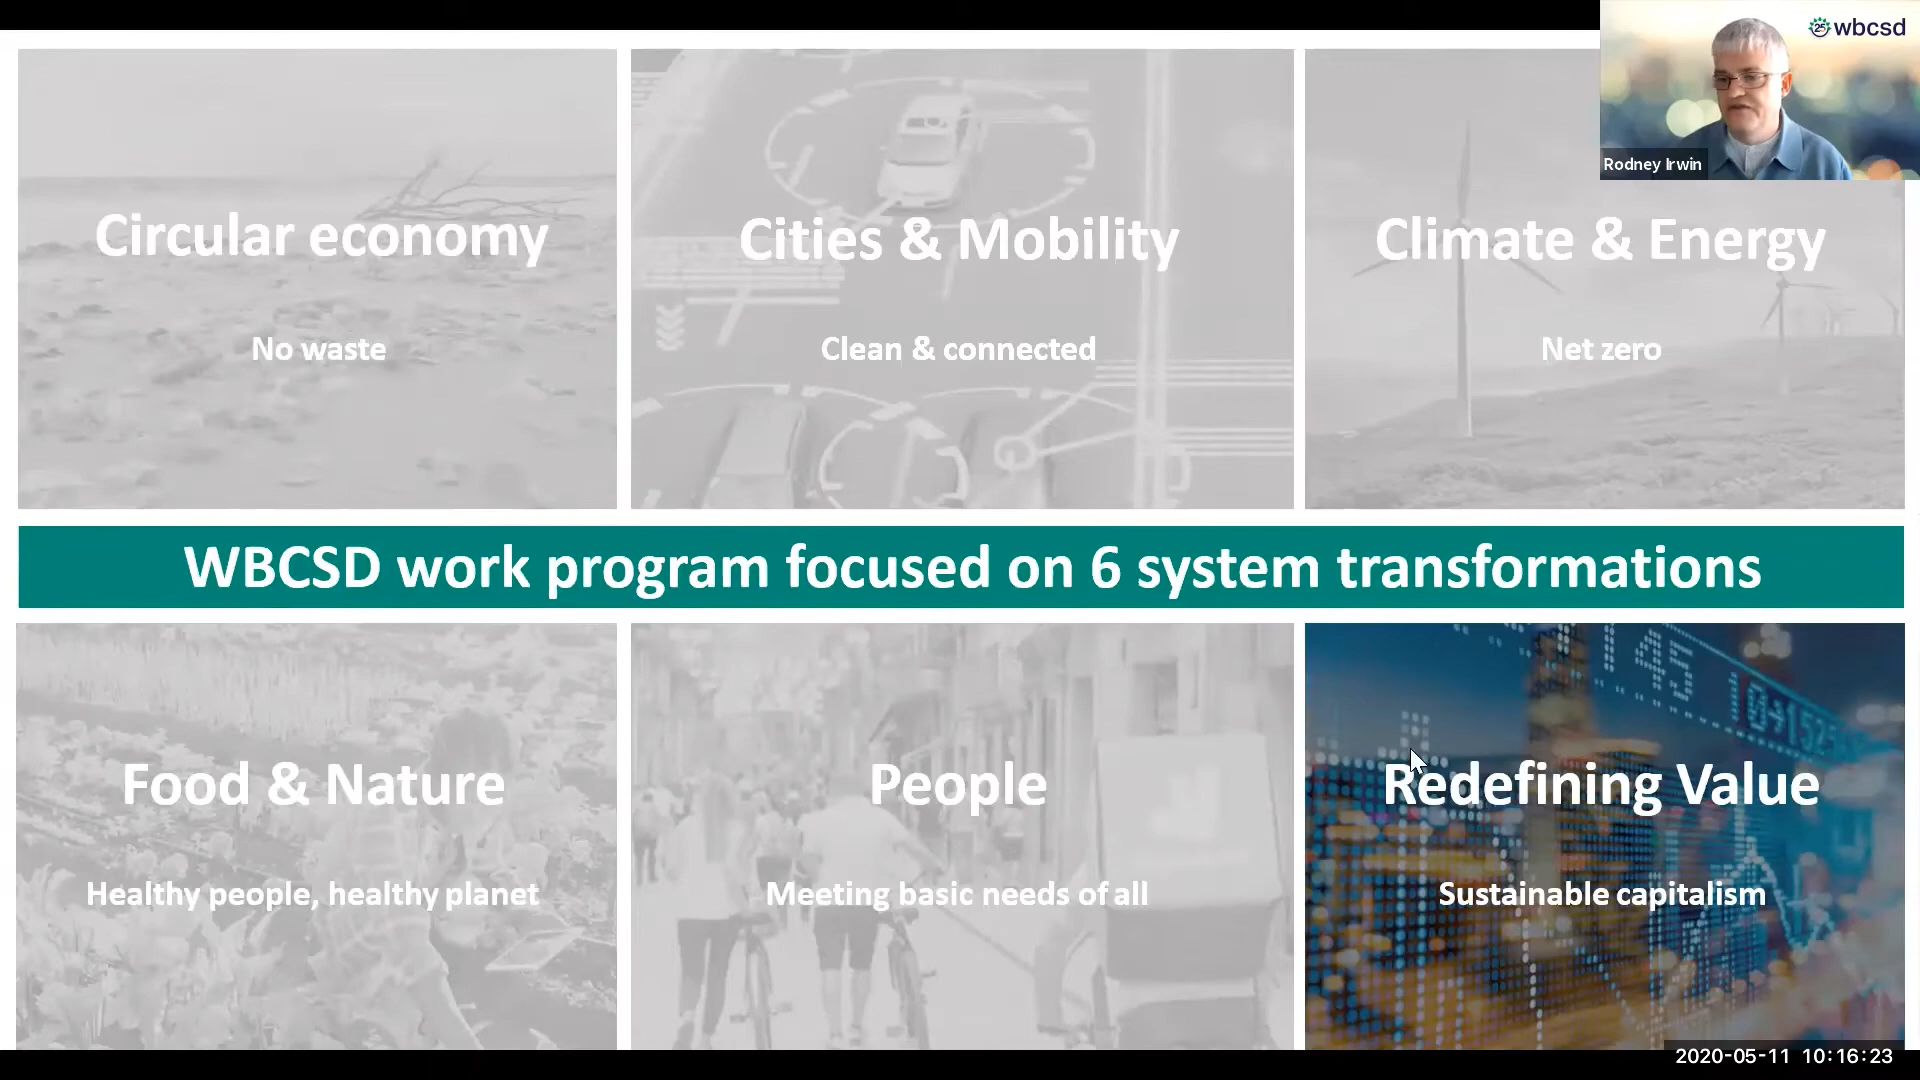 25 wbcsd
Rodney Irwin
Circular economy
No waste
Cities & Mobility
Clean & connected
Climate & Energy
Net zero
WBCSD work program focused on 6 system transformations
Food & Nature
Healthy people, healthy planet
People
Meeting basic needs of all
Redefining Value
Sustainable capitalism
2020-05-11 10:16:23